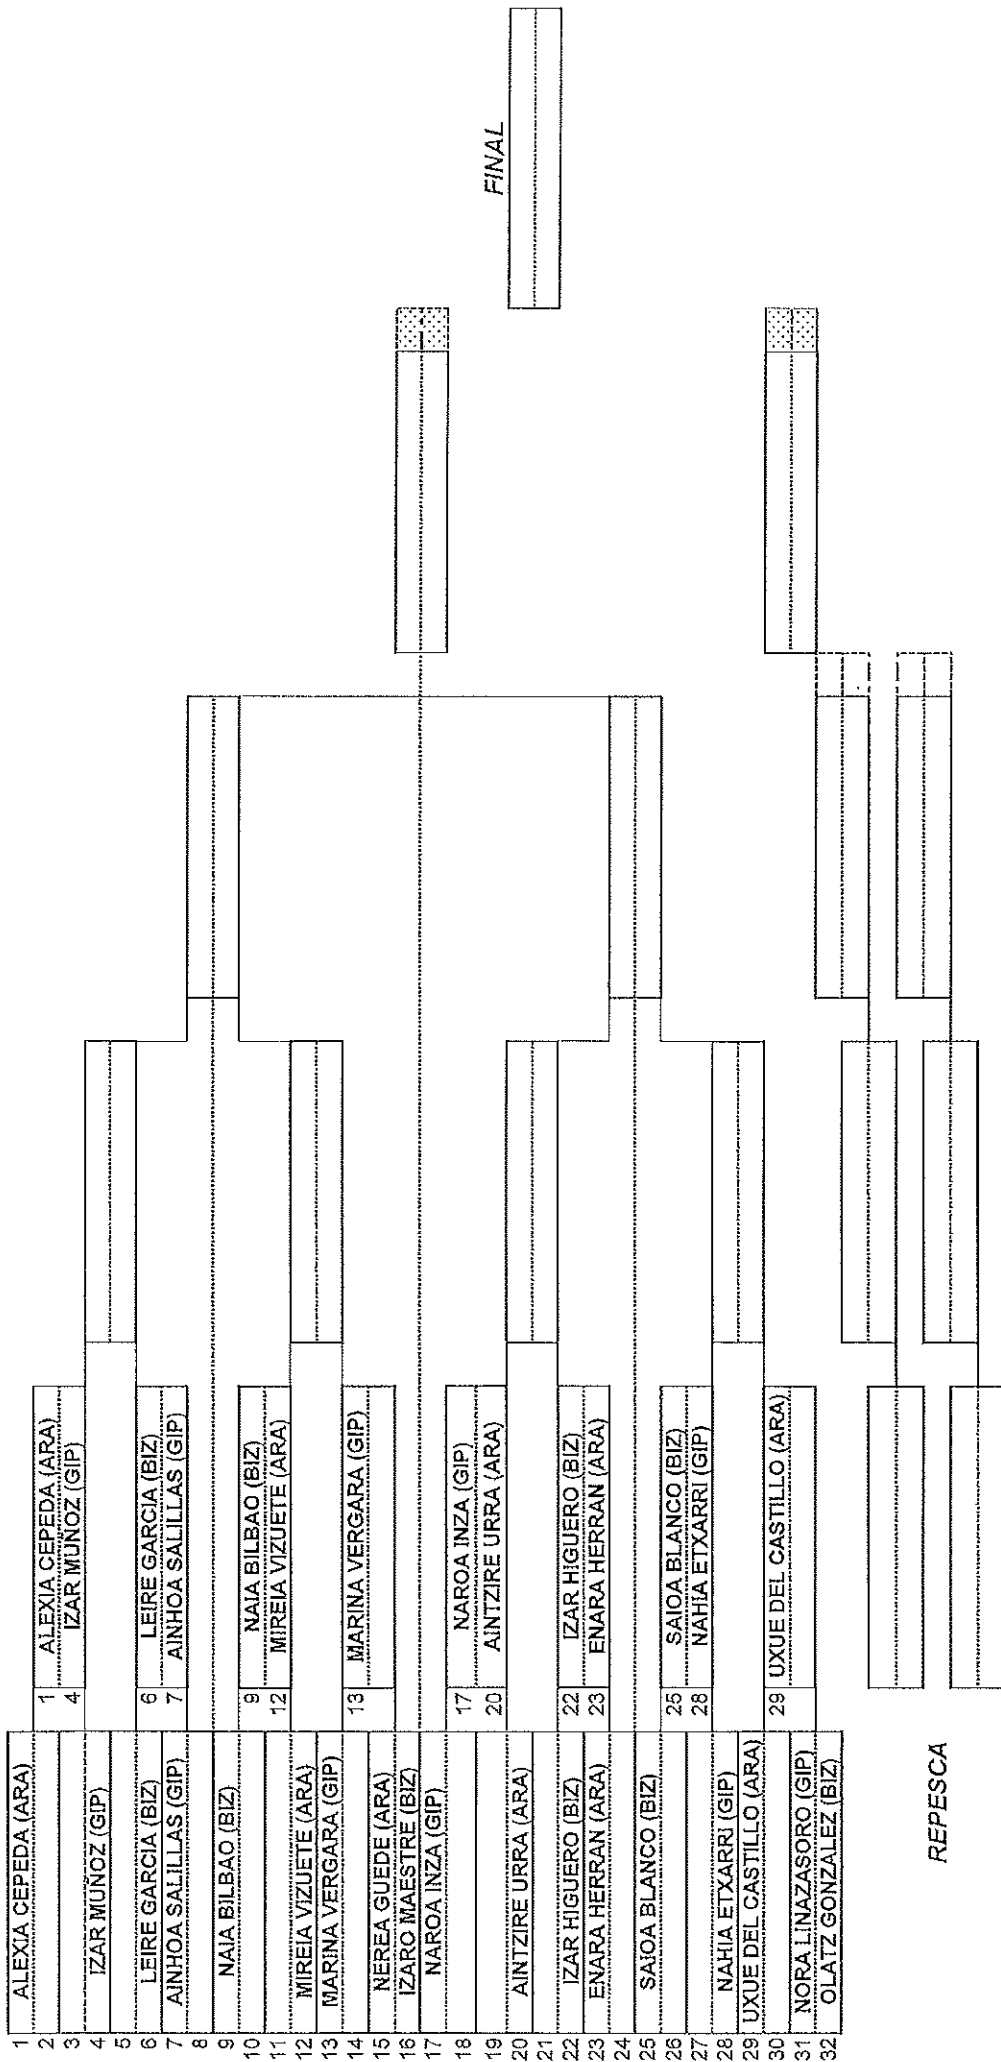 1 ALEXIA CEPEDA (ARA)
2
3
4 IZAR MUÑOZ (GIP)
5
6 LEIRE GARCIA (BIZ)
7 AINHOA SALILLAS (GIP)
8
9 NAIA BILBAO (BIZ)
10
11
12 MIREIA VIZUETE (ARA)
13 MARINA VERGARA (GIP)
14
15 NEREA GUEDE (ARA)
16 IZARO MAESTRE (BIZ)
17 NAROA INZA (GIP)
18
19
20 AINTZIRE URRA (ARA)
21
22 IZAR HIGUERO (BIZ)
23 ENARA HERRAN (ARA)
24
25 SAIOA BLANCO (BIZ)
26
27
28 NAHIA ETXARRI (GIP)
29 UXUE DEL CASTILLO (ARA)
30
31 NORA LINAZASORO (GIP)
32 OLATZ GONZALEZ (BIZ)
1 ALEXIA CEPEDA (ARA)
4 IZAR MUÑOZ (GIP)
6 LEIRE GARCIA (BIZ)
7 AINHOA SALILLAS (GIP)
9 NAIA BILBAO (BIZ)
12 MIREIA VIZUETE (ARA)
13 MARINA VERGARA (GIP)
17 NAROA INZA (GIP)
20 AINTZIRE URRA (ARA)
22 IZAR HIGUERO (BIZ)
23 ENARA HERRAN (ARA)
25 SAIOA BLANCO (BIZ)
28 NAHIA ETXARRI (GIP)
29 UXUE DEL CASTILLO (ARA)
FINAL
REPESCA